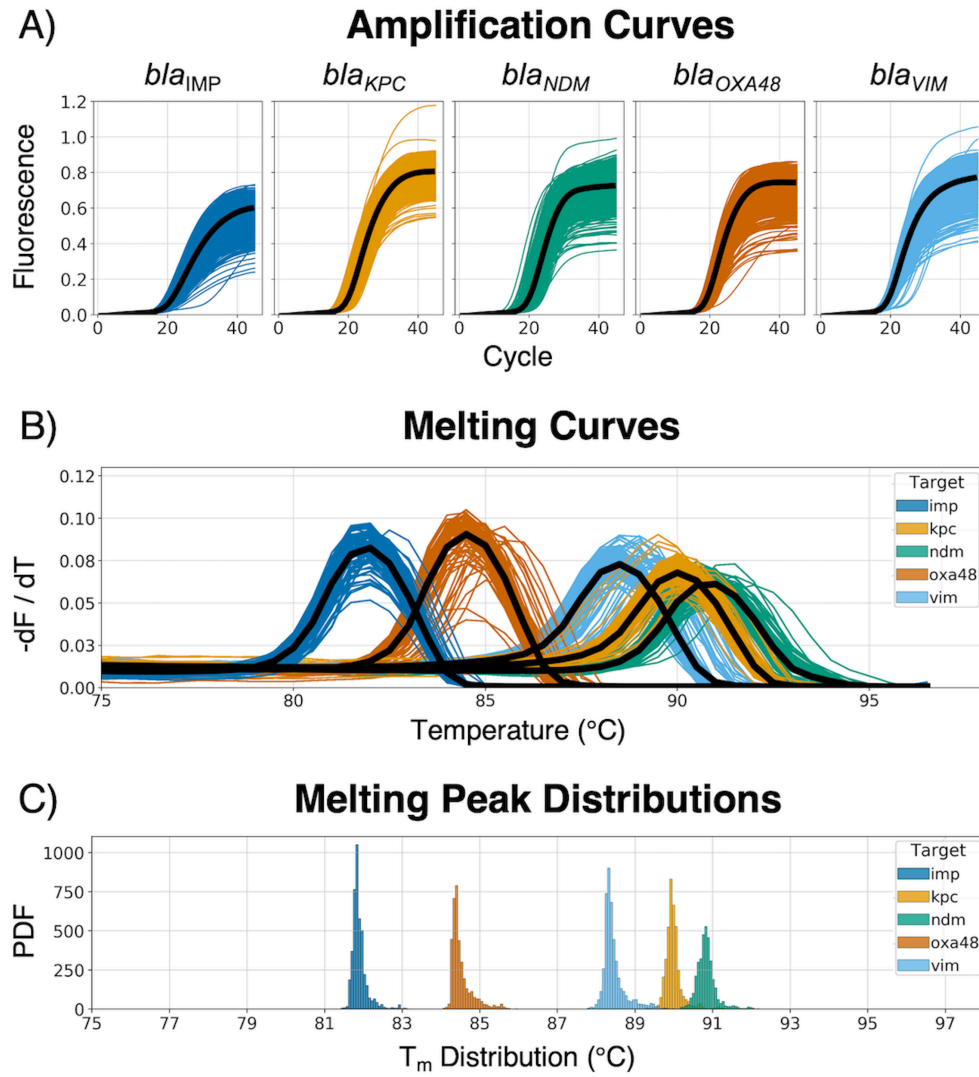 A) Amplification Curves
blaIMP blaKPC blaNDM blaOXA48 blaVIM
1.2
1.0
0.8
0.6
0.4
0.2
0.0
Fluorescence
0 20 40 0 20 40 0 20 40 0 20 40 0 20 40
Cycle
B) Melting Curves
0.12
0.10
0.08
0.05
0.03
0.00
-dF / dT
Target
imp
kpc
ndm
oxa48
vim
75 80 85 90 95
Temperature (°C)
C) Melting Peak Distributions
1000
750
500
250
0
PDF
Target
imp
kpc
ndm
oxa48
vim
75 77 79 81 83 85 87 89 91 93 95 97
Tm Distribution (°C)